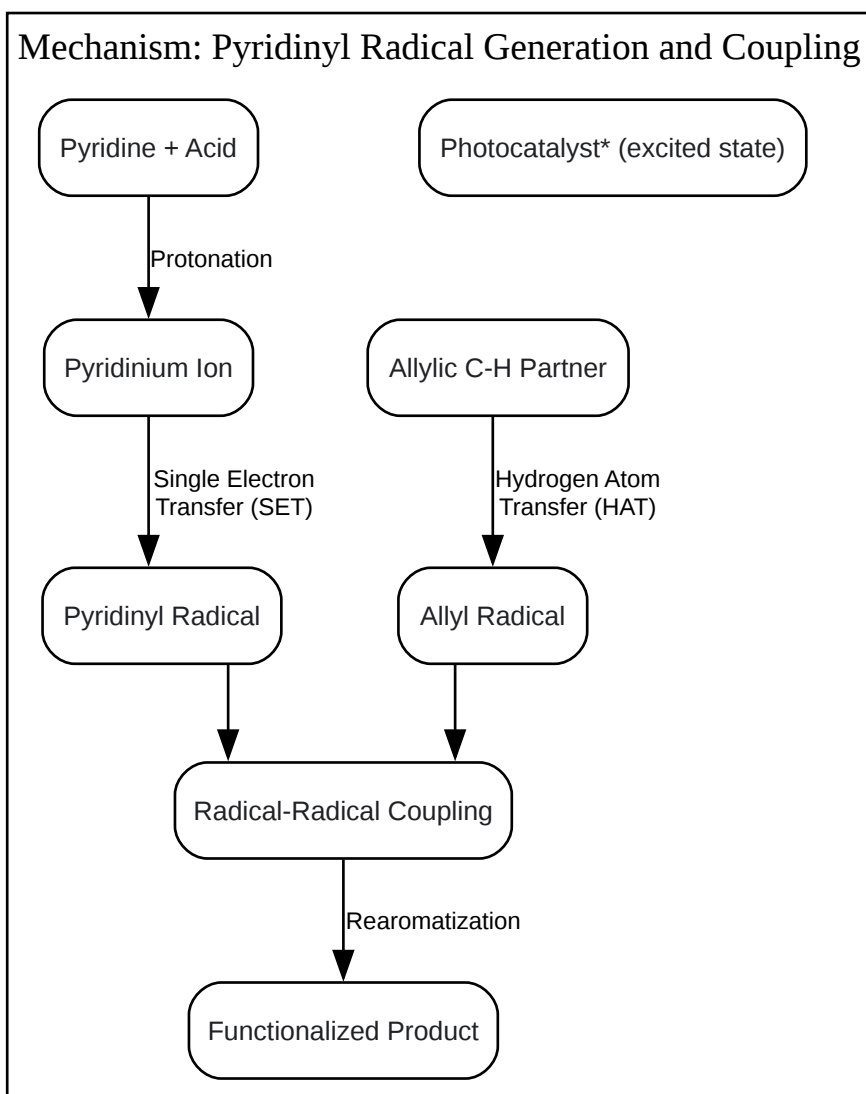 Mechanism: Pyridinyl Radical Generation and Coupling
Pyridine + Acid
Photocatalyst* (excited state)
Protonation
Pyridinium Ion
Allylic C-H Partner
Single Electron
Transfer (SET)
Hydrogen Atom
Transfer (HAT)
Pyridinyl Radical
Allyl Radical
Radical-Radical Coupling
Rearomatization
Functionalized Product